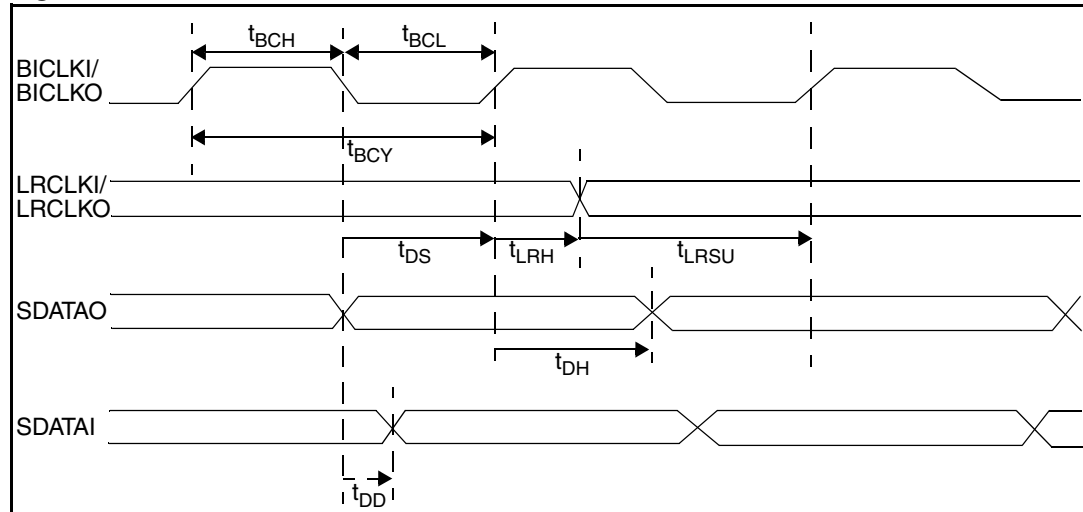 tBCH
tBCL
BICLKI/
BICLKO
tBCY
LRCLKI/
LRCLKO
tDS
tLRH
tLRSU
SDATAO
tDH
SDATAI
tDD